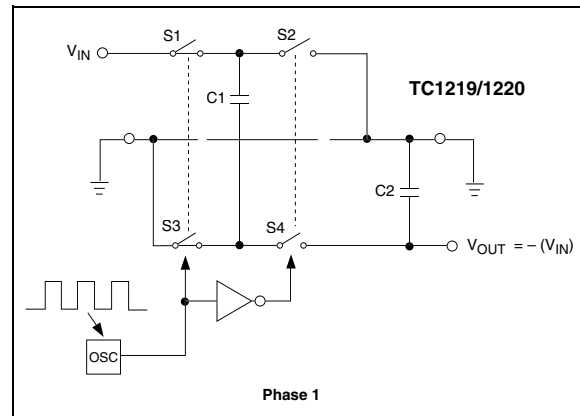 S1
S2
V_IN
TC1219/1220
C1
C2
S3
S4
V_OUT = – (V_IN)
OSC
Phase 1